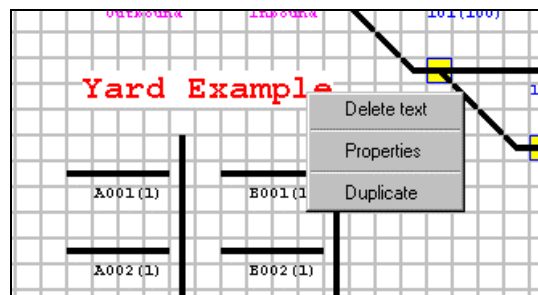 Outbound Inbound 101(100)
Yard Example
Delete text
Properties
Duplicate
A001(1) B001(1
A002(1) B002(1)